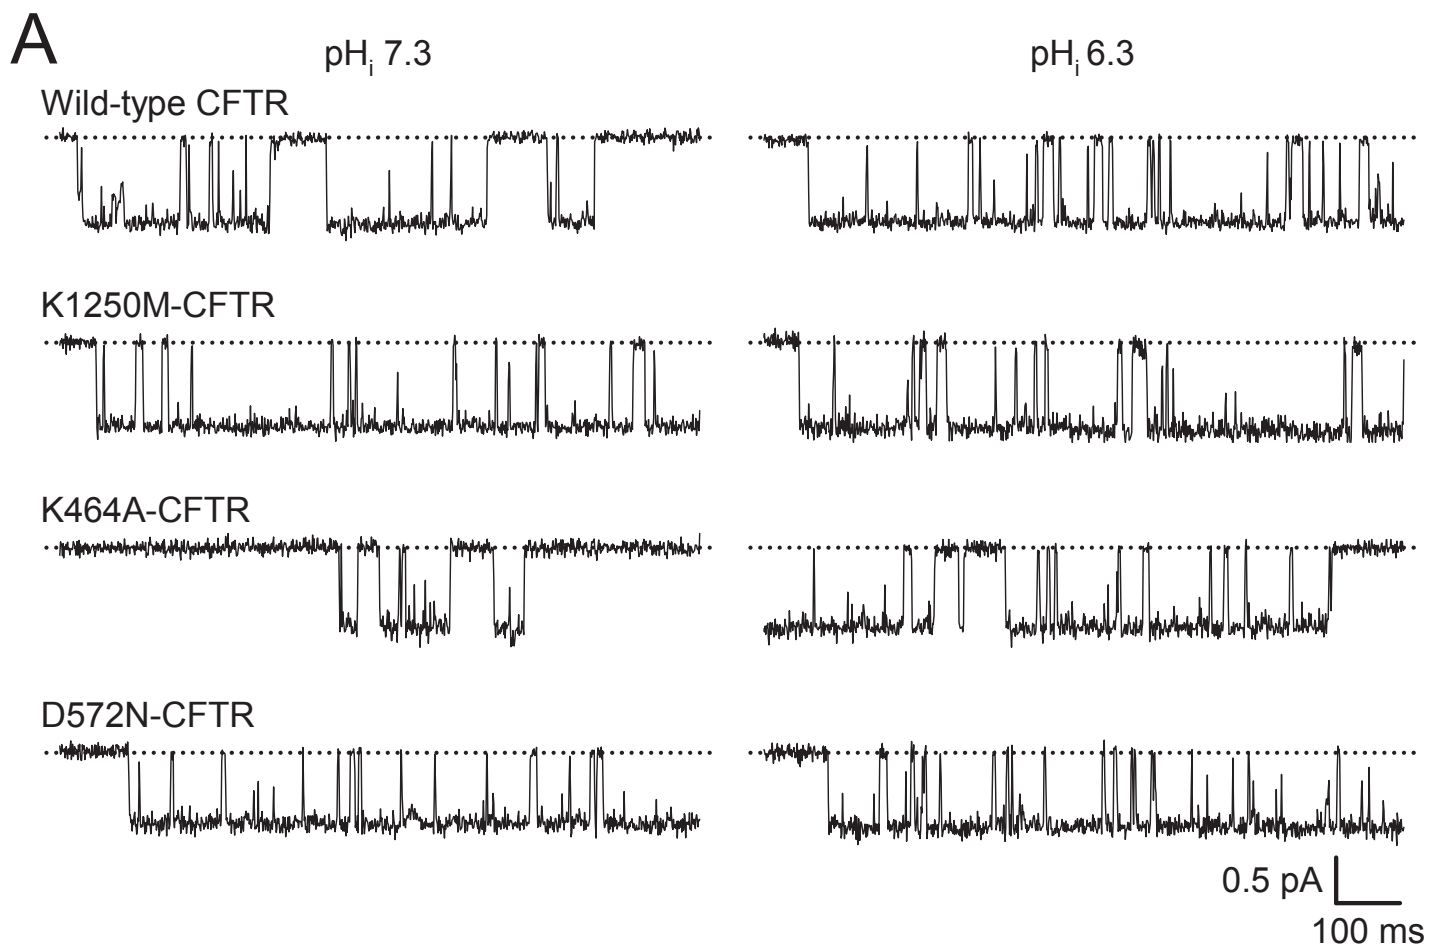 A
pHi 7.3
pHi 6.3
Wild-type CFTR
K1250M-CFTR
K464A-CFTR
D572N-CFTR
0.5 pA
100 ms